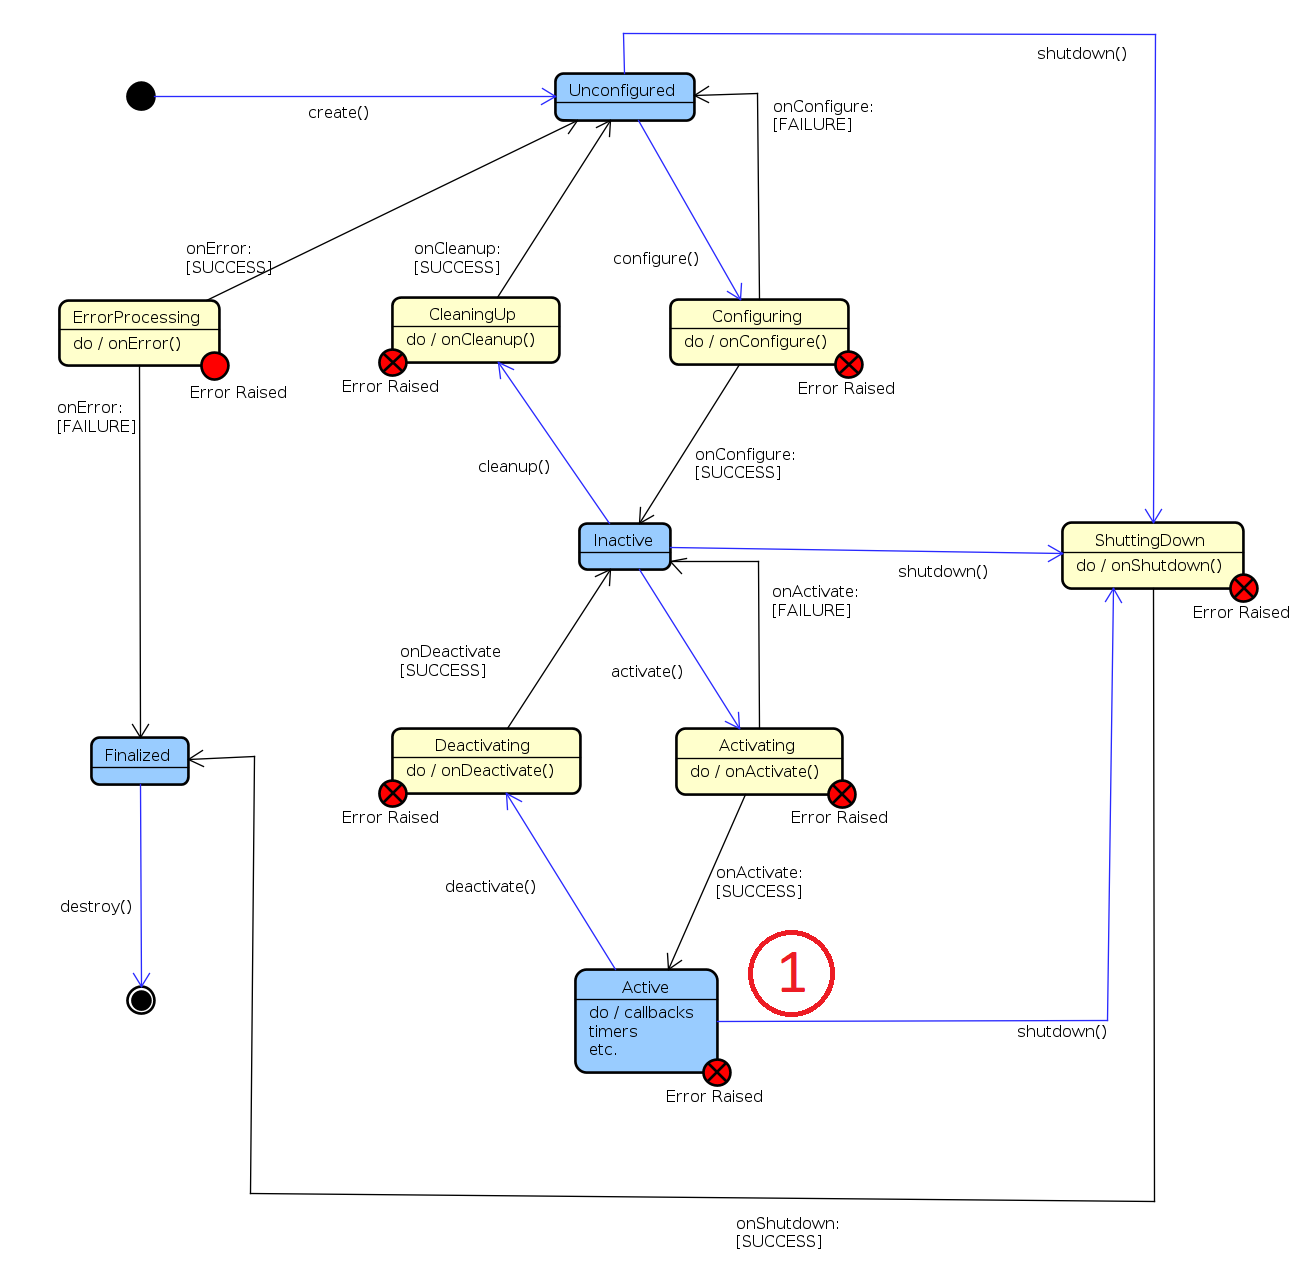 shutdown()
Unconfigured
create()
onConfigure:
[FAILURE]
onError:
[SUCCESS]
onCleanup:
[SUCCESS]
configure()
ErrorProcessing
do / onError()
Error Raised
CleaningUp
do / onCleanup()
Error Raised
Configuring
do / onConfigure()
Error Raised
onError:
[FAILURE]
cleanup()
onConfigure:
[SUCCESS]
Inactive
shutdown()
ShuttingDown
do / onShutdown()
Error Raised
onActivate:
[FAILURE]
onDeactivate
[SUCCESS]
activate()
Finalized
Deactivating
do / onDeactivate()
Error Raised
Activating
do / onActivate()
Error Raised
deactivate()
onActivate:
[SUCCESS]
destroy()
1
Active
do / callbacks
timers
etc.
Error Raised
shutdown()
onShutdown:
[SUCCESS]